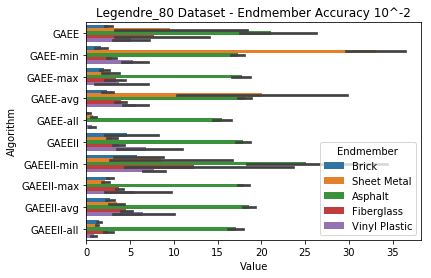 Legendre_80 Dataset - Endmember Accuracy 10^-2
Algorithm
GAEE
GAEE-min
GAEE-max
GAEE-avg
GAEE-all
GAEEII
GAEEII-min
GAEEII-max
GAEEII-avg
GAEEII-all
Endmember
Brick
Sheet Metal
Asphalt
Fiberglass
Vinyl Plastic
0 5 10 15 20 25 30 35
Value